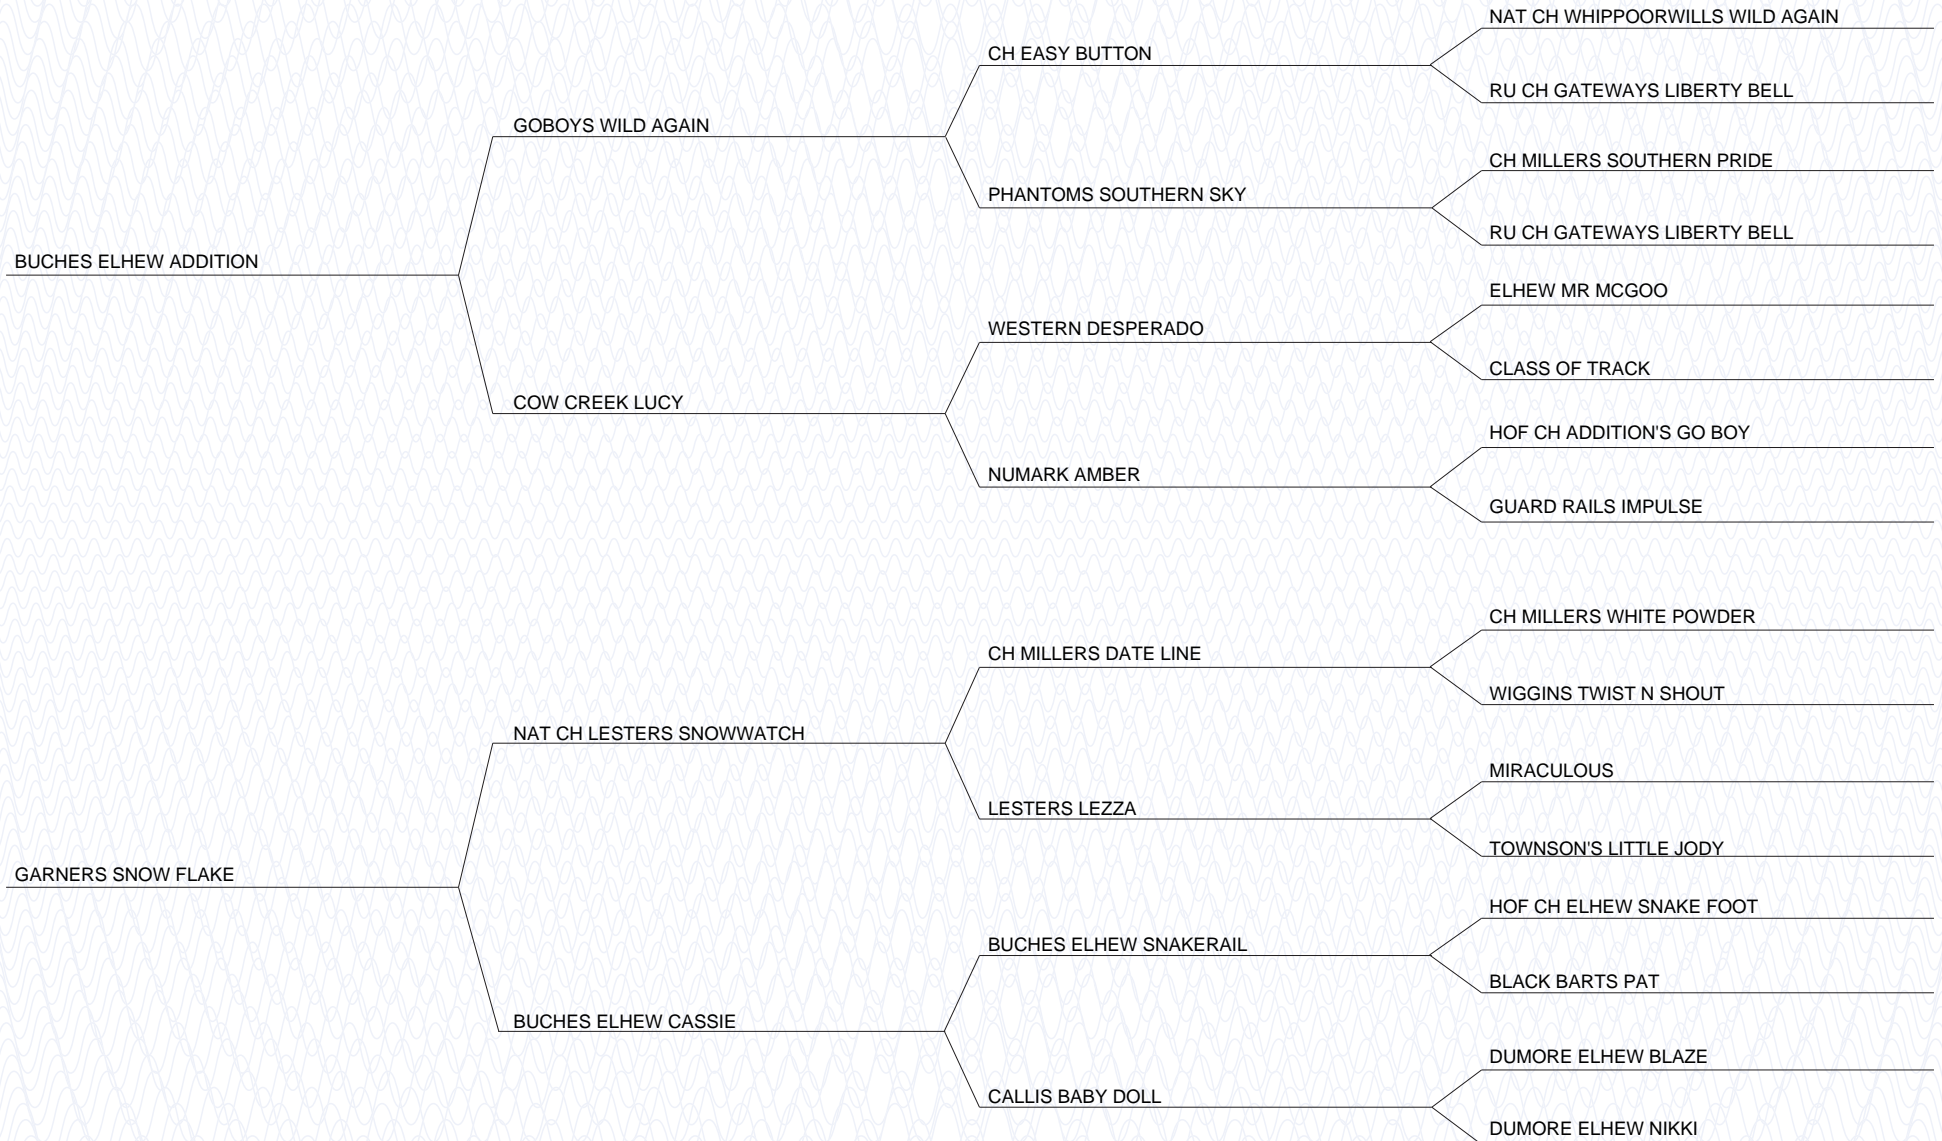 NAT CH WHIPPOORWILLS WILD AGAIN
CH EASY BUTTON
RU CH GATEWAYS LIBERTY BELL
GOBOYS WILD AGAIN
CH MILLERS SOUTHERN PRIDE
PHANTOMS SOUTHERN SKY
RU CH GATEWAYS LIBERTY BELL
BUCHES ELHEW ADDITION
ELHEW MR MCGOO
WESTERN DESPERADO
CLASS OF TRACK
COW CREEK LUCY
HOF CH ADDITION'S GO BOY
NUMARK AMBER
GUARD RAILS IMPULSE
CH MILLERS WHITE POWDER
CH MILLERS DATE LINE
WIGGINS TWIST N SHOUT
NAT CH LESTERS SNOWWATCH
MIRACULOUS
LESTERS LEZZA
TOWNSON'S LITTLE JODY
GARNERS SNOW FLAKE
HOF CH ELHEW SNAKE FOOT
BUCHES ELHEW SNAKERAIL
BLACK BARTS PAT
BUCHES ELHEW CASSIE
DUMORE ELHEW BLAZE
CALLIS BABY DOLL
DUMORE ELHEW NIKKI